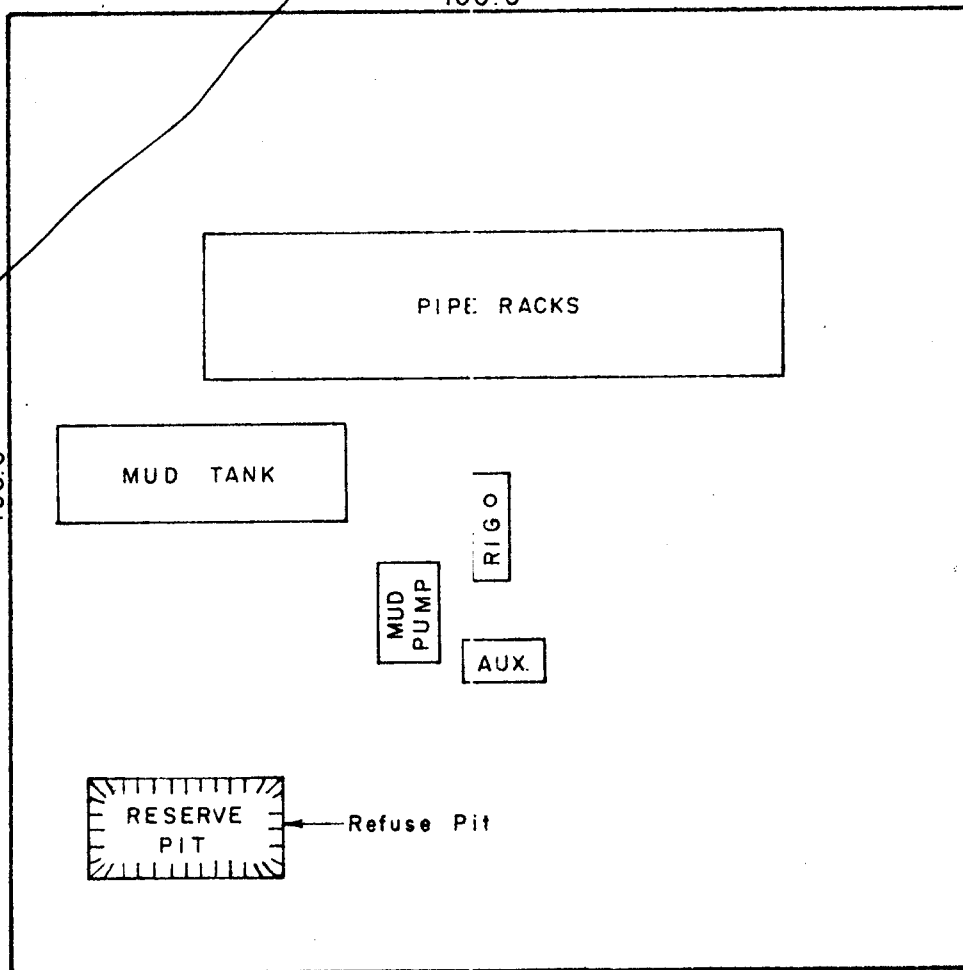 PIPE RACKS
MUD TANK
RIG O
MUD
PUMP
AUX.
RESERVE
PIT
Refuse Pit